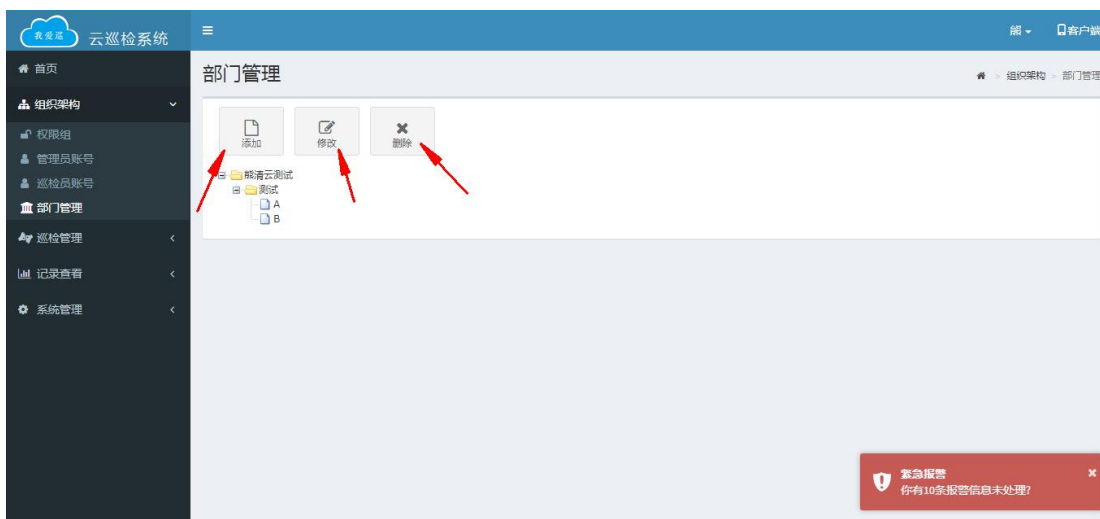 我爱巡
云巡检系统
熊
客户端
首页
组织架构
权限组
管理员账号
巡检员账号
部门管理
巡检管理
记录查看
系统管理
部门管理
> 组织架构 > 部门管理
添加
修改
删除
熊清云测试
测试
A
B
紧急报警
你有10条报警信息未处理?